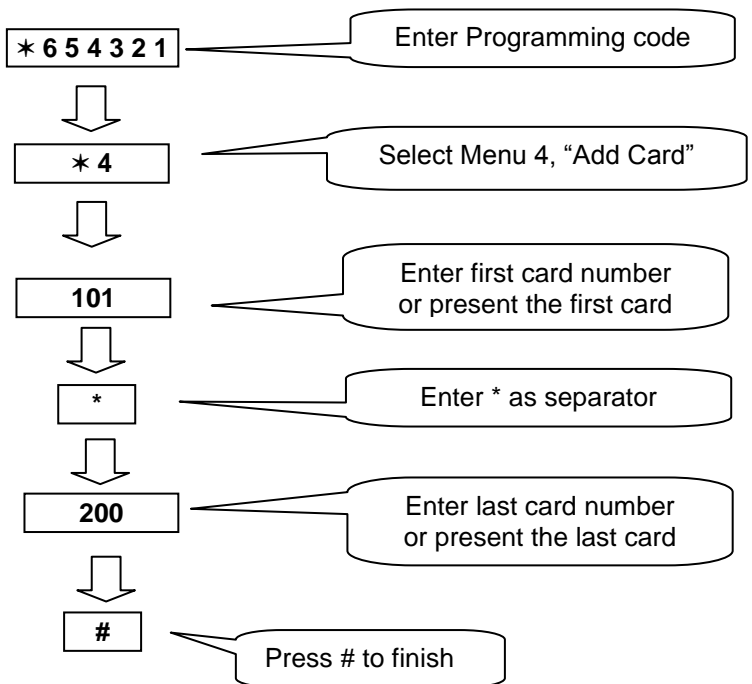 ✶ 6 5 4 3 2 1
Enter Programming code
✶ 4
Select Menu 4, “Add Card”
101
Enter first card number
or present the first card
*
Enter * as separator
200
Enter last card number
or present the last card
#
Press # to finish